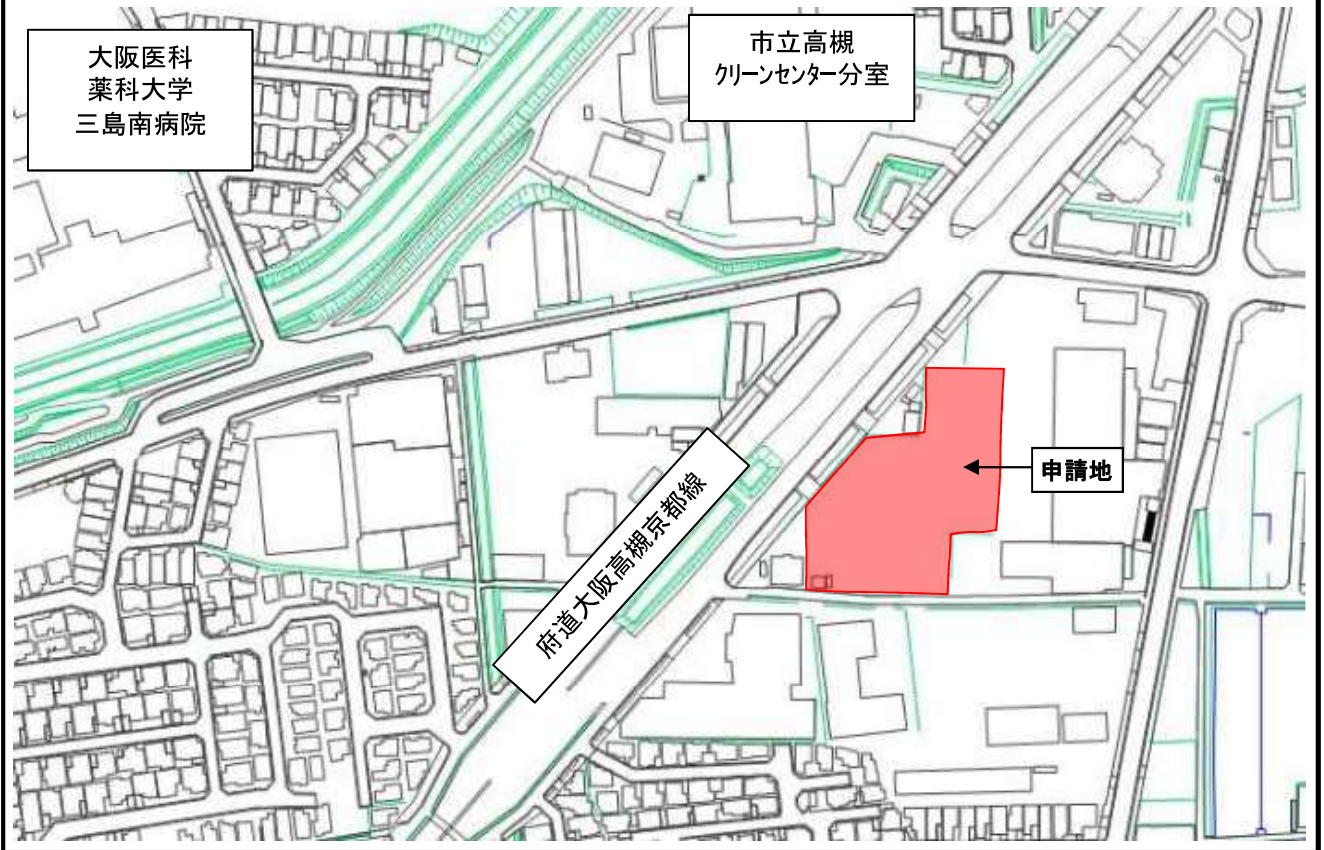 大阪医科
薬科大学
三島南病院
市立高槻
クリーンセンター分室
申請地
府道大阪高槻京都線